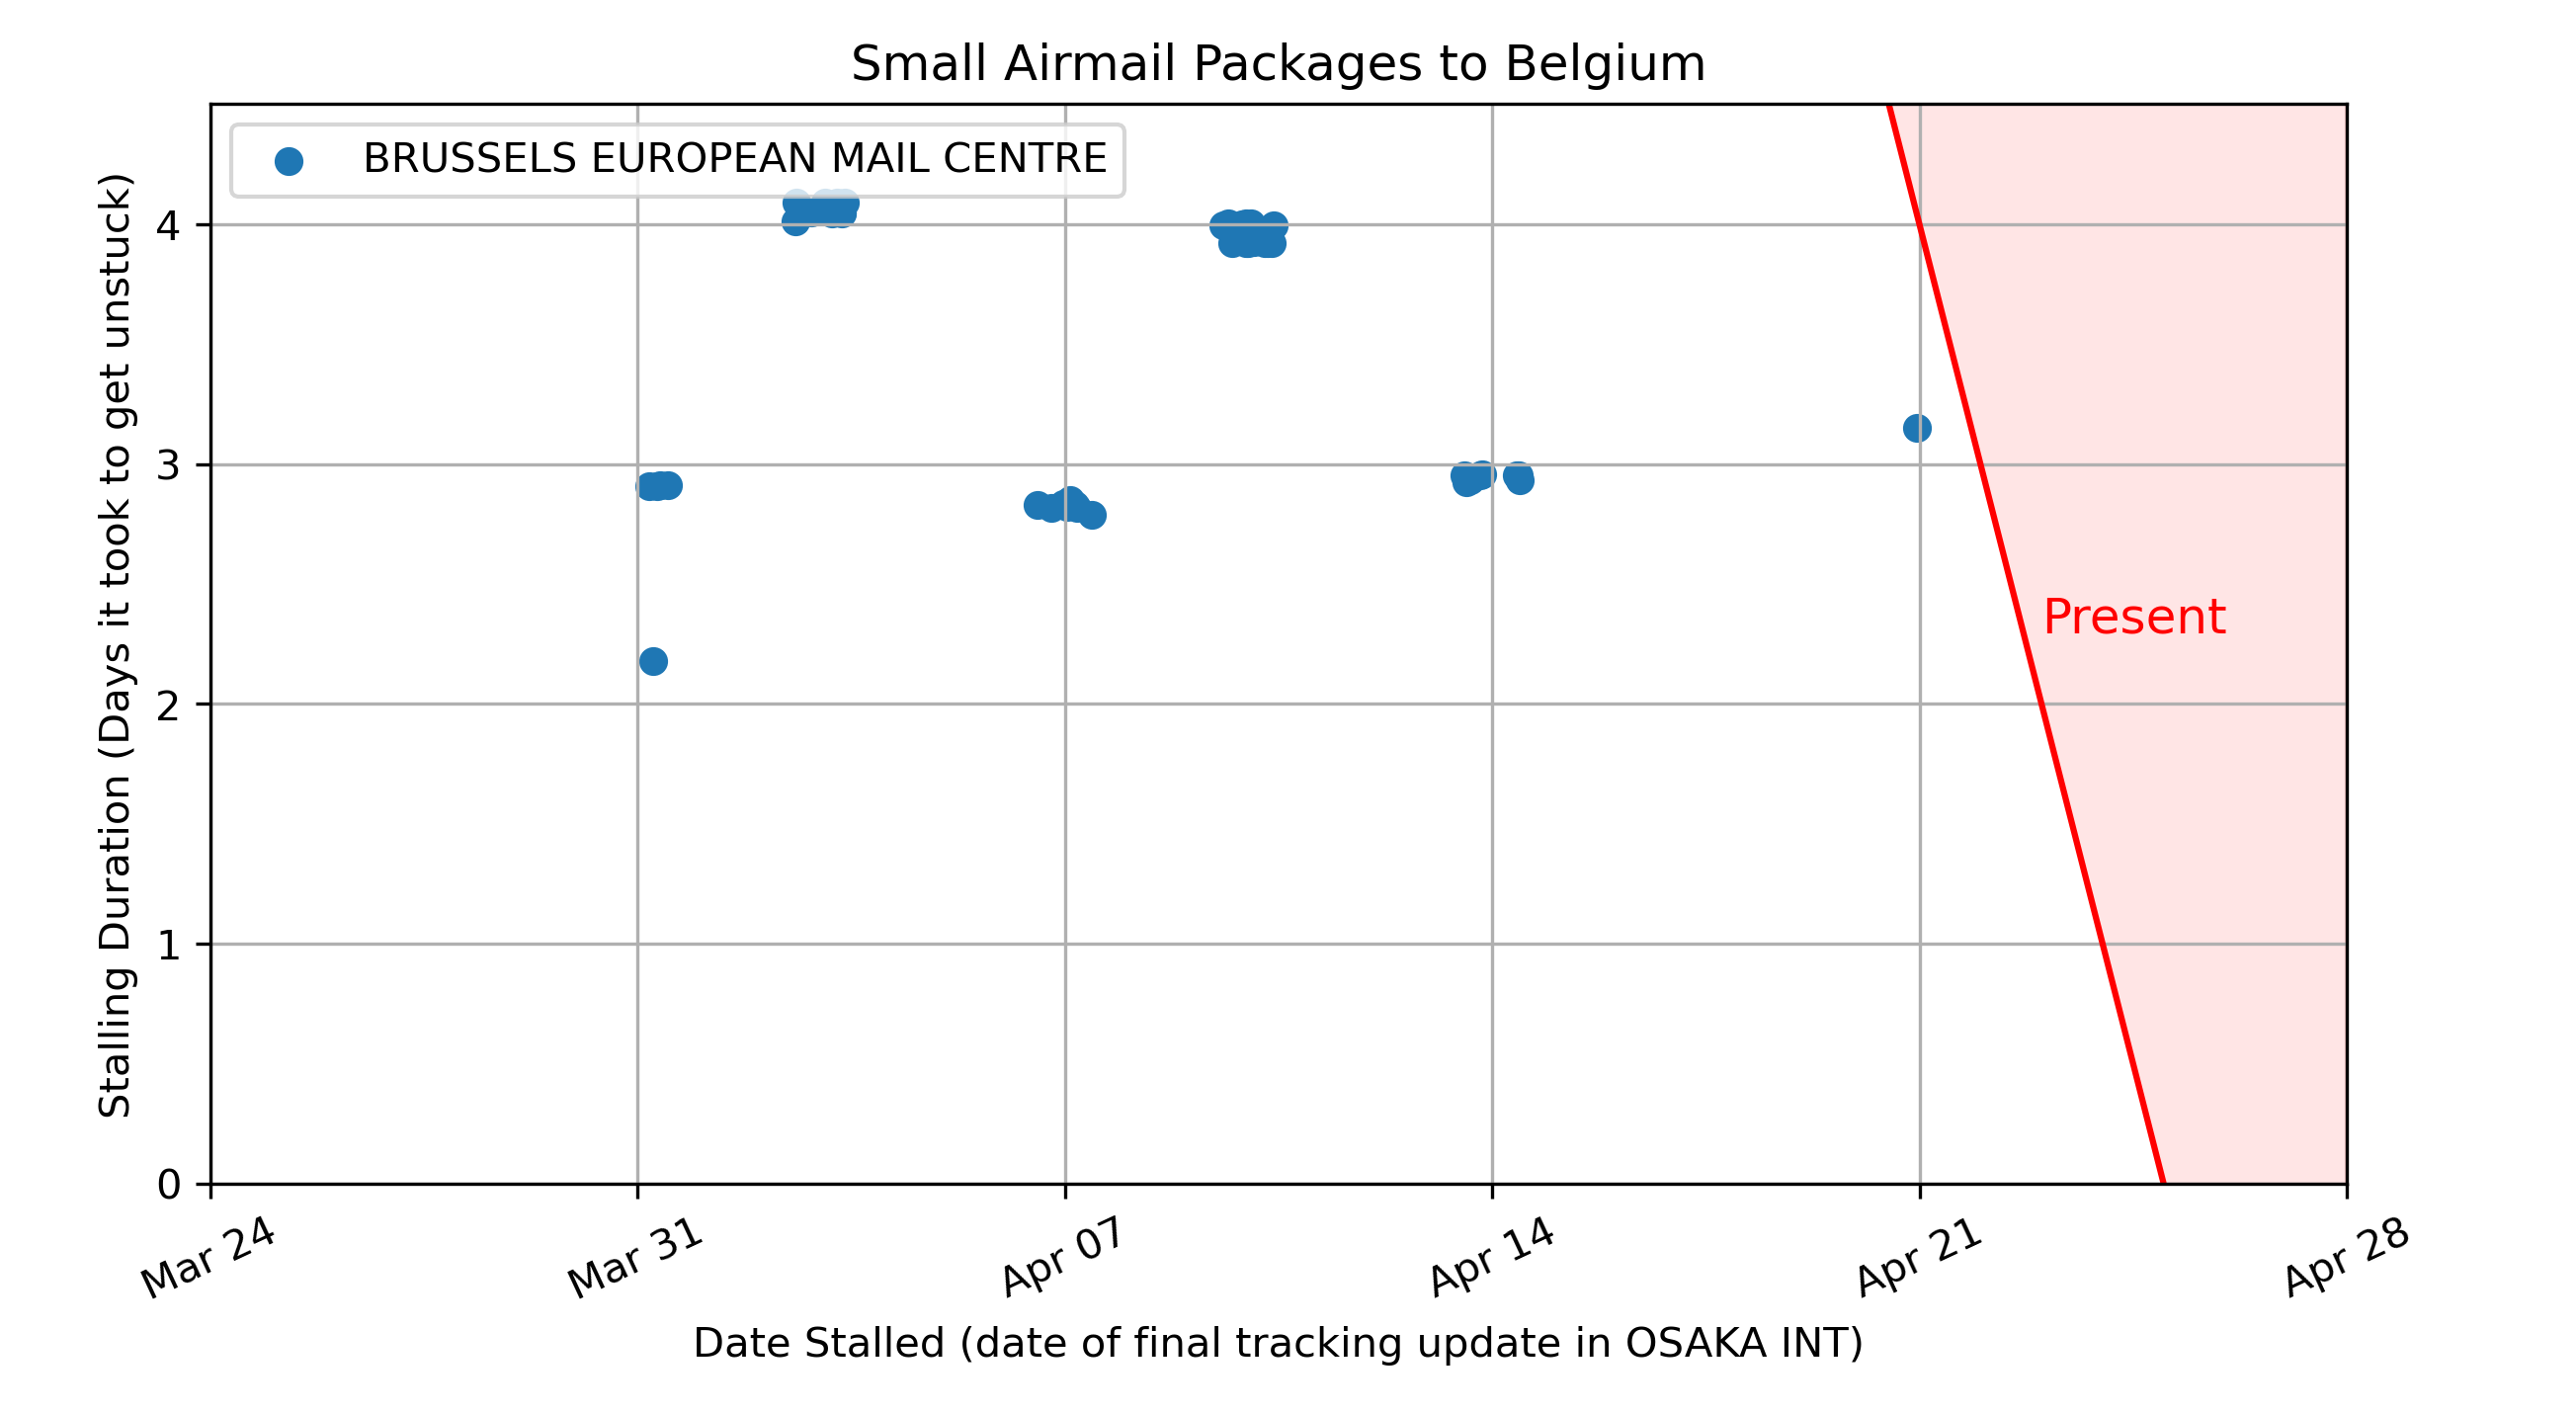 Small Airmail Packages to Belgium
BRUSSELS EUROPEAN MAIL CENTRE
Stalling Duration (Days it took to get unstuck)
4
3
2
1
0
Present
Mar 24
Mar 31
Apr 07
Apr 14
Apr 21
Apr 28
Date Stalled (date of final tracking update in OSAKA INT)